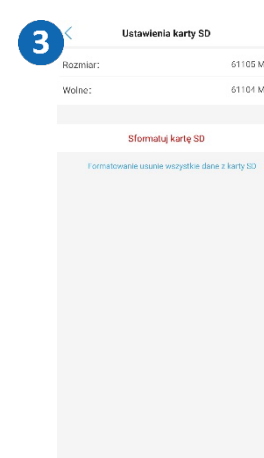 3
Ustawienia karty SD
Rozmiar: 61105 M
Wolne: 61104 M
Sformatuj kartę SD
Formatowanie usunie wszystkie dane z karty SD